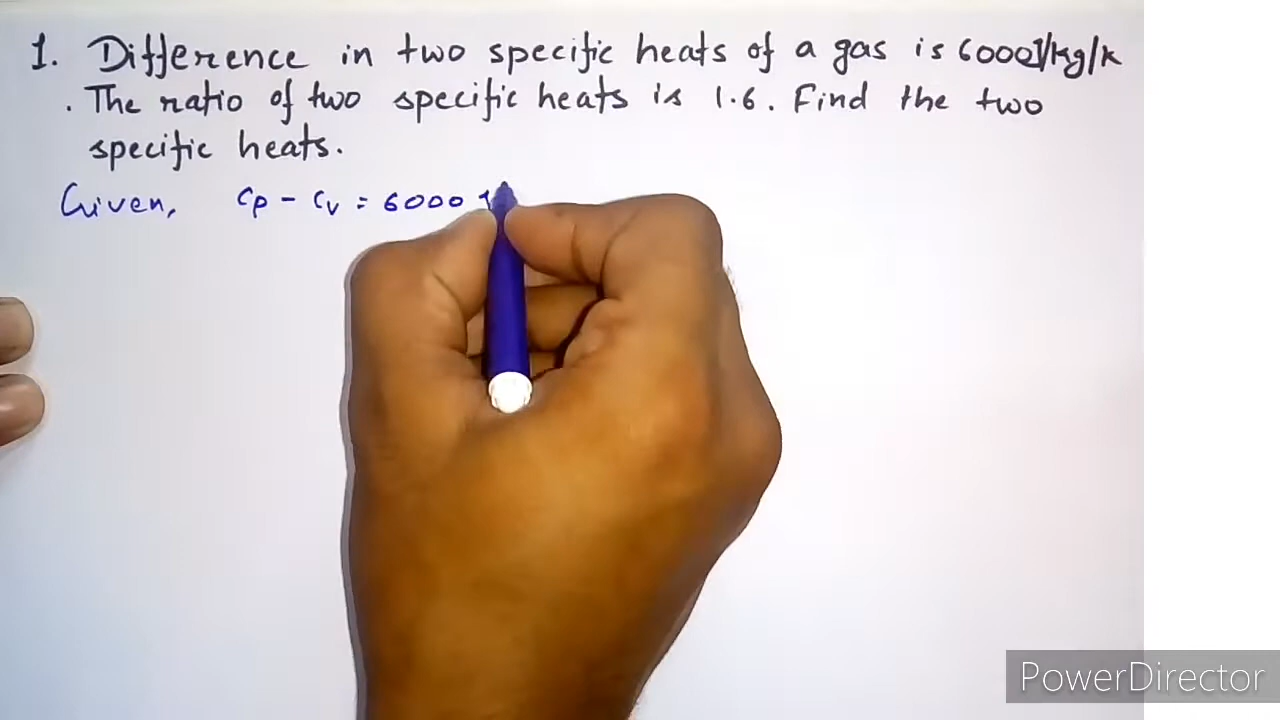 1. Difference in two specific heats of a gas is 6000J/kg/k
. The ratio of two specific heats is 1.6. Find the two
specific heats.
Given, Cp - Cv = 6000 J
PowerDirector